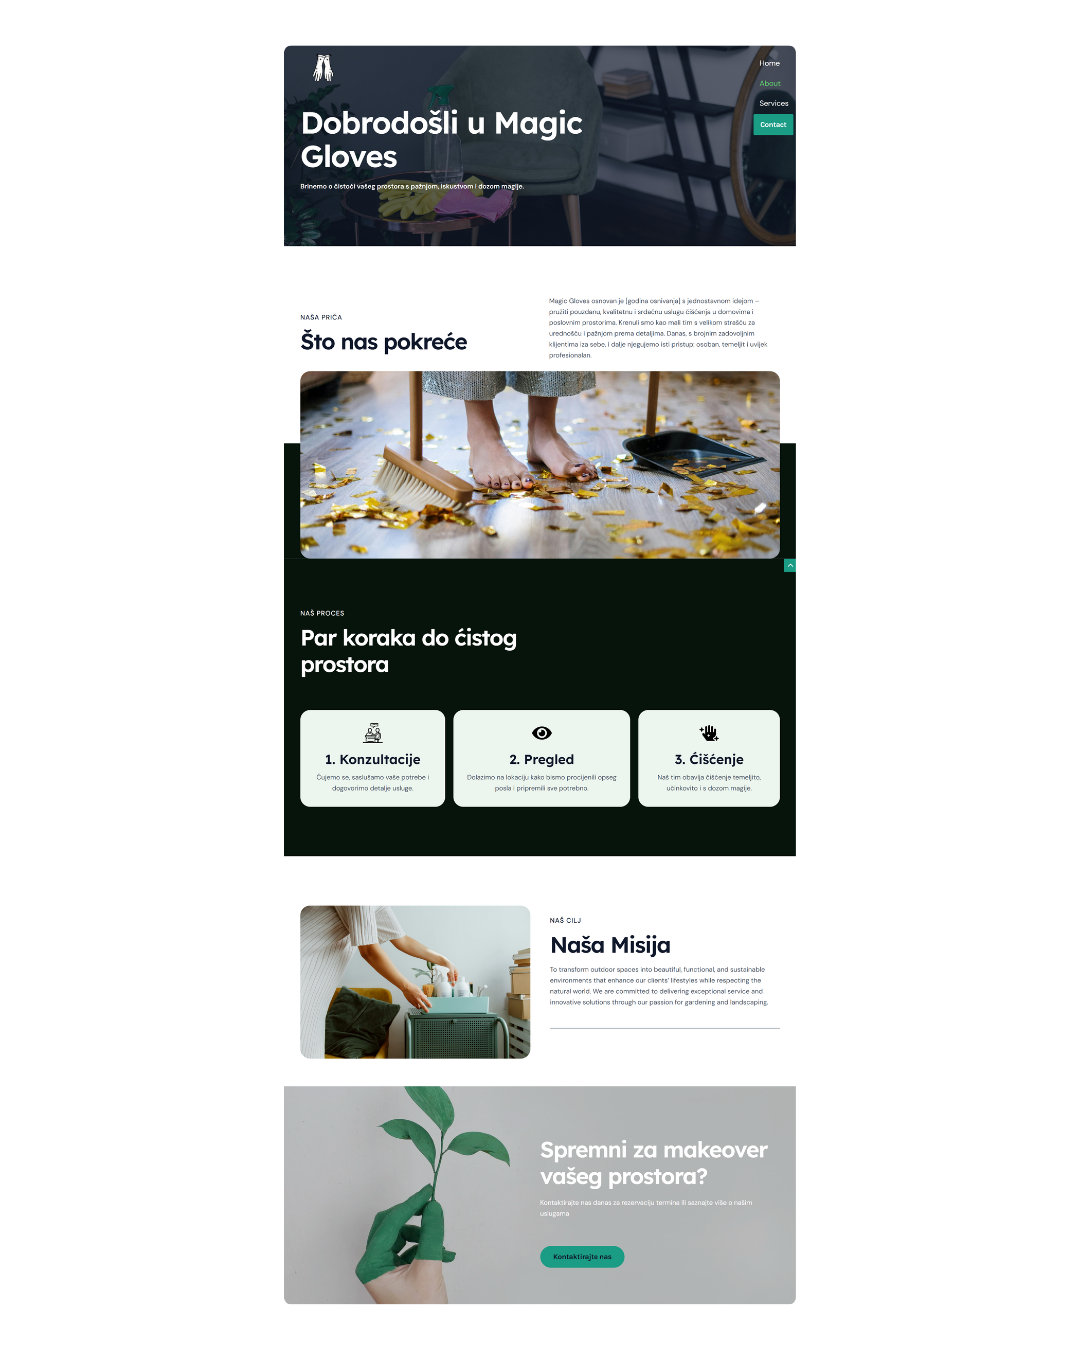 Home
About
Services
Contact
Dobrodošli u Magic
Gloves
Brinemo o čistoći vašeg prostora s pažnjom, iskustvom i dozom magije.
NAŠA PRIČA
Što nas pokreće
Magic Gloves osnovan je [godina osnivanja] s jednostavnom idejom –
pružiti pouzdanu, kvalitetnu i srdačnu uslugu čišćenja u domovima i
poslovnim prostorima. Krenuli smo kao mali tim s velikom strašću za
urednošću i pažnjom prema detaljima. Danas, s brojnim zadovoljnim
klijentima iza sebe, i dalje njegujemo isti pristup: osoban, temeljit i uvijek
profesionalan.
NAŠ PROCES
Par koraka do ćistog
prostora
1. Konzultacije
Čujemo se, saslušamo vaše potrebe i
dogovorimo detalje usluge.
2. Pregled
Dolazimo na lokaciju kako bismo procijenili opseg
posla i pripremili sve potrebno.
3. Ćišćenje
Naš tim obavlja čišćenje temeljito,
učinkovito i s dozom magije.
NAŠ CILJ
Naša Misija
To transform outdoor spaces into beautiful, functional, and sustainable
environments that enhance our clients' lifestyles while respecting the
natural world. We are committed to delivering exceptional service and
innovative solutions through our passion for gardening and landscaping.
Spremni za makeover
vašeg prostora?
Kontaktirajte nas danas za rezervaciju termina ili saznajte više o našim
uslugama
Kontaktirajte nas